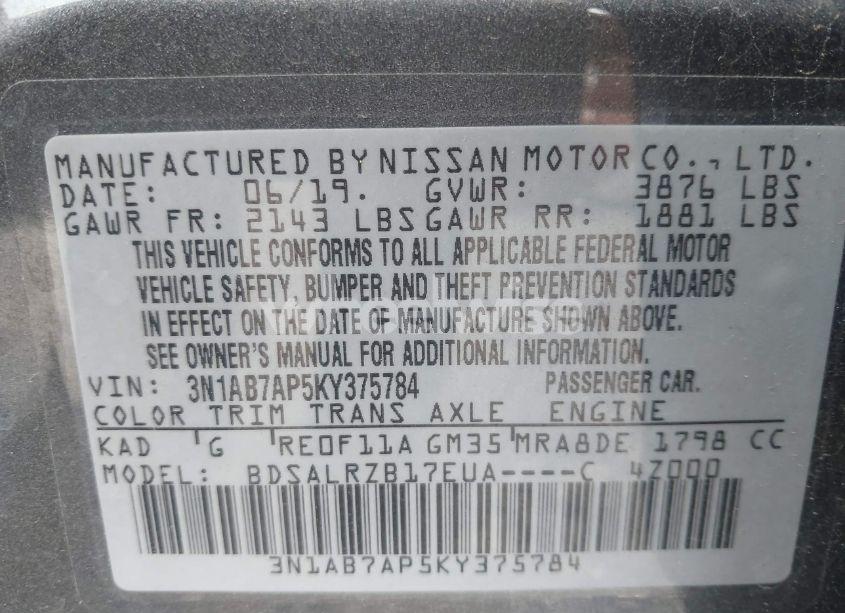 MANUFACTURED BY NISSAN MOTOR CO., LTD.
DATE: 06/19. GVWR: 3876 LBS
GAWR FR: 2143 LBS GAWR RR: 1881 LBS
THIS VEHICLE CONFORMS TO ALL APPLICABLE FEDERAL MOTOR
VEHICLE SAFETY, BUMPER AND THEFT PREVENTION STANDARDS
IN EFFECT ON THE DATE OF MANUFACTURE SHOWN ABOVE.
SEE OWNER'S MANUAL FOR ADDITIONAL INFORMATION.
VIN: 3N1AB7AP5KY375784 PASSENGER CAR.
COLOR TRIM TRANS AXLE ENGINE
KAD G RE0F11A GM35 MRA8DE 1798 CC
MODEL: BDSALRZB17EUA----C 4Z000
3N1AB7AP5KY375784